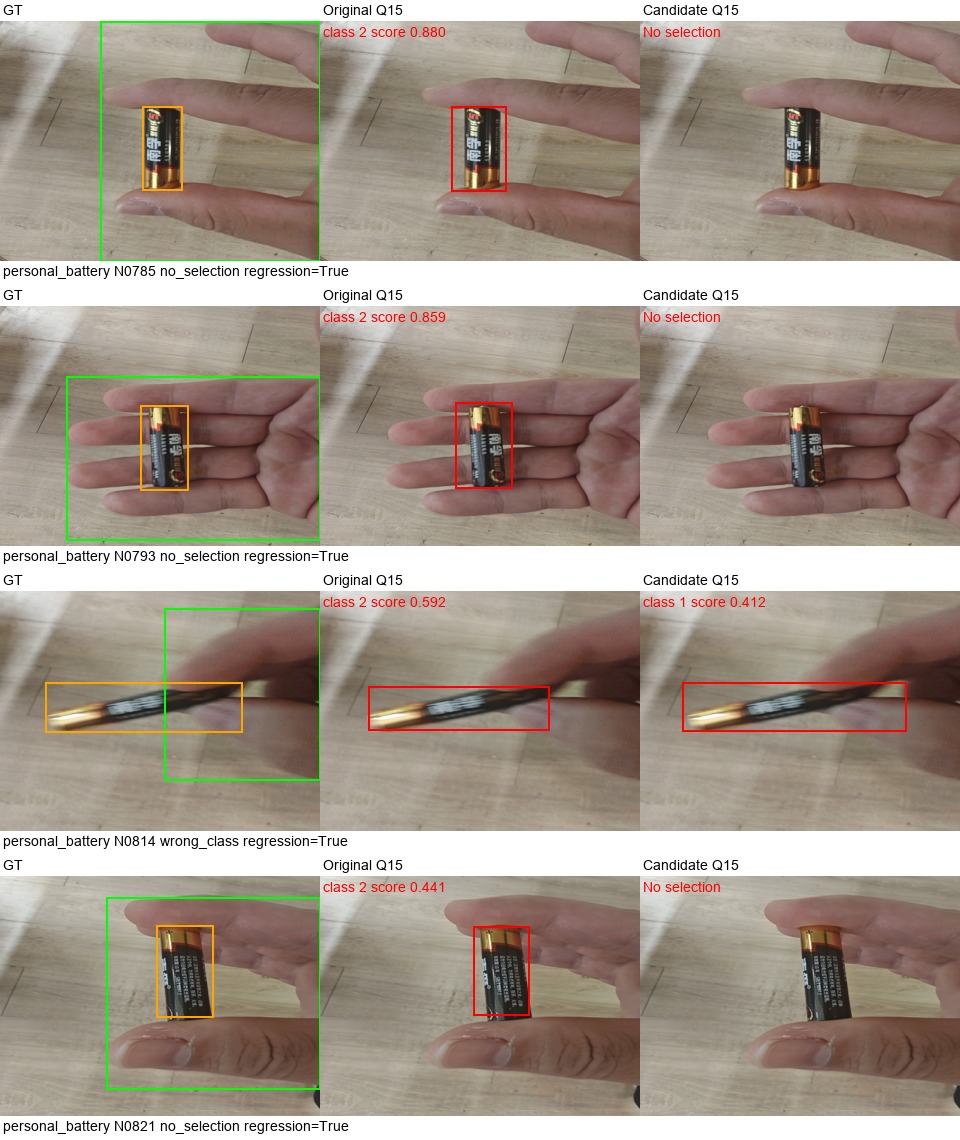 GT
Original Q15
Candidate Q15
class 2 score 0.880
No selection
personal_battery N0785 no_selection regression=True
GT
Original Q15
Candidate Q15
class 2 score 0.859
No selection
personal_battery N0793 no_selection regression=True
GT
Original Q15
Candidate Q15
class 2 score 0.592
class 1 score 0.412
personal_battery N0814 wrong_class regression=True
GT
Original Q15
Candidate Q15
class 2 score 0.441
No selection
personal_battery N0821 no_selection regression=True